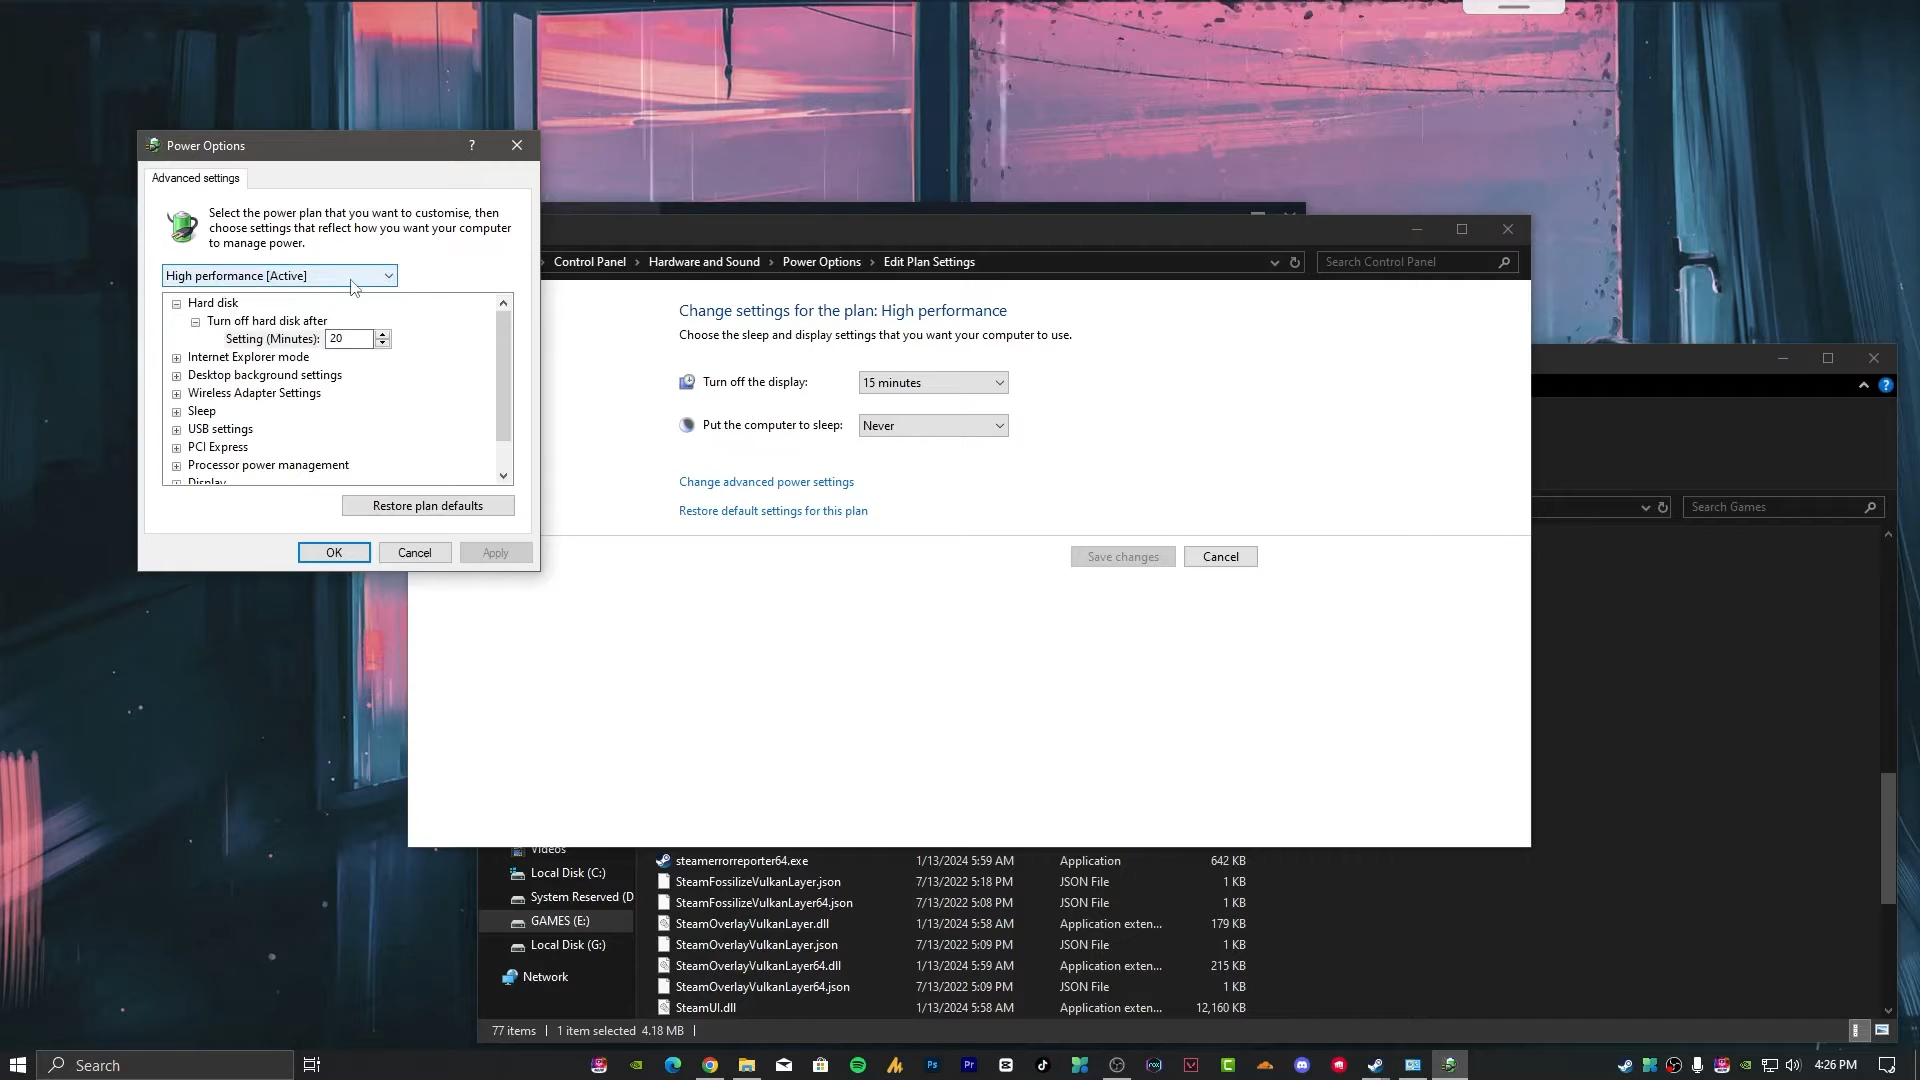 Power Options
?
Advanced settings
Select the power plan that you want to customise, then
choose settings that reflect how you want your computer
to manage power.
High performance [Active]
Hard disk
Turn off hard disk after
Setting (Minutes): 20
Internet Explorer mode
Desktop background settings
Wireless Adapter Settings
Sleep
USB settings
PCI Express
Processor power management
Display
Restore plan defaults
OK Cancel Apply
Control Panel > Hardware and Sound > Power Options > Edit Plan Settings
Search Control Panel
Change settings for the plan: High performance
Choose the sleep and display settings that you want your computer to use.
Turn off the display: 15 minutes
Put the computer to sleep: Never
Change advanced power settings
Restore default settings for this plan
Save changes Cancel
Search Games
Videos
Local Disk (C:)
System Reserved (D
GAMES (E:)
Local Disk (G:)
Network
steamerrorreporter64.exe 1/13/2024 5:59 AM Application 642 KB
SteamFossilizeVulkanLayer.json 7/13/2022 5:18 PM JSON File 1 KB
SteamFossilizeVulkanLayer64.json 7/13/2022 5:08 PM JSON File 1 KB
SteamOverlayVulkanLayer.dll 1/13/2024 5:58 AM Application exten... 179 KB
SteamOverlayVulkanLayer.json 7/13/2022 5:09 PM JSON File 1 KB
SteamOverlayVulkanLayer64.dll 1/13/2024 5:59 AM Application exten... 215 KB
SteamOverlayVulkanLayer64.json 7/13/2022 5:09 PM JSON File 1 KB
SteamUI.dll 1/13/2024 5:58 AM Application exten... 12,160 KB
77 items 1 item selected 4.18 MB
Search
Ps
Pr
4:26 PM